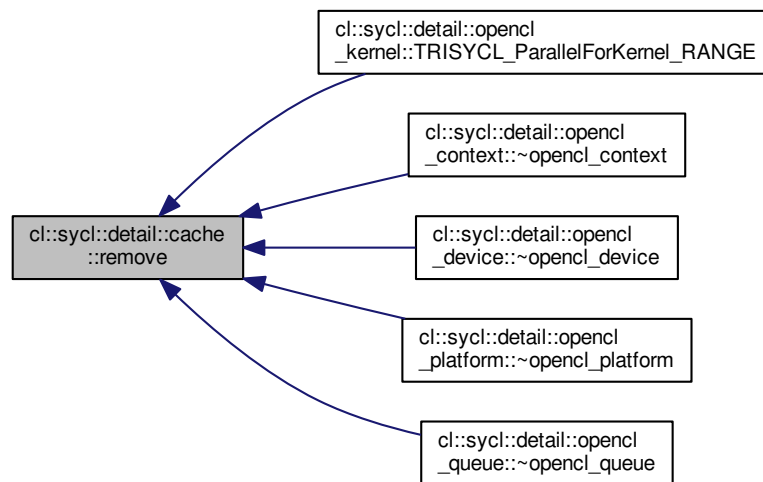 cl::sycl::detail::opencl
_kernel::TRISYCL_ParallelForKernel_RANGE
cl::sycl::detail::opencl
_context::~opencl_context
cl::sycl::detail::cache
::remove
cl::sycl::detail::opencl
_device::~opencl_device
cl::sycl::detail::opencl
_platform::~opencl_platform
cl::sycl::detail::opencl
_queue::~opencl_queue